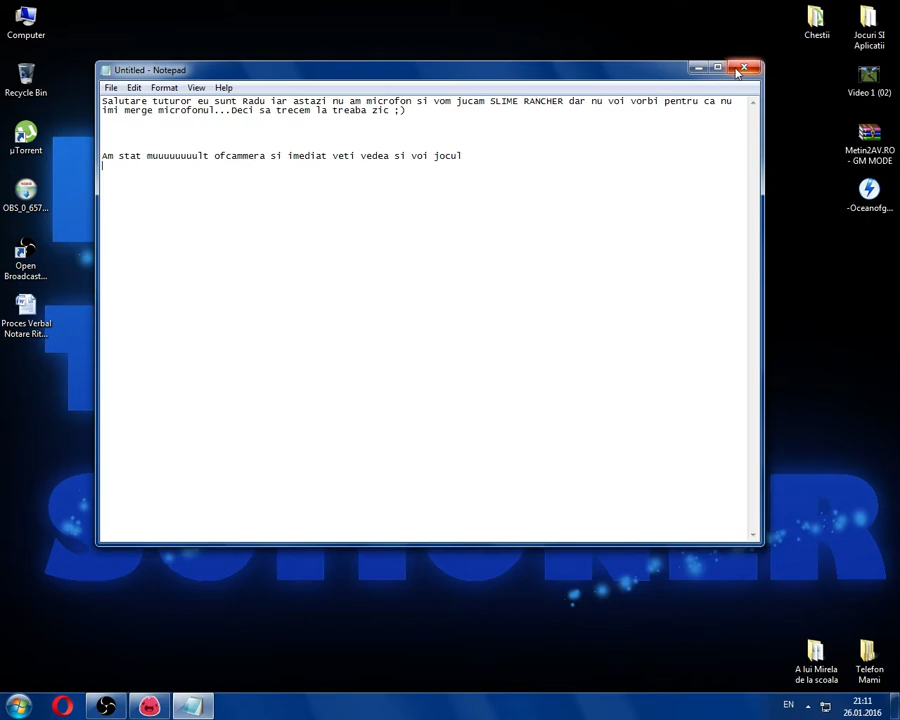 Computer
Recycle Bin
µTorrent
OBS_0_657...
Open
Broadcast...
Proces Verbal
Notare Rit...
Untitled - Notepad
File Edit Format View Help
Salutare tuturor eu sunt Radu iar astazi nu am microfon si vom jucam SLIME RANCHER dar nu voi vorbi pentru ca nu
imi merge microfonul...Deci sa trecem la treaba zic ;)
Am stat muuuuuuuult ofcammera si imediat veti vedea si voi jocul
Chestii
Jocuri SI
Aplicatii
Video 1 (02)
Metin2AV.RO
- GM MODE
-Oceanofg...
A lui Mirela
de la scoala
Telefon
Mami
EN
21:11
26.01.2016